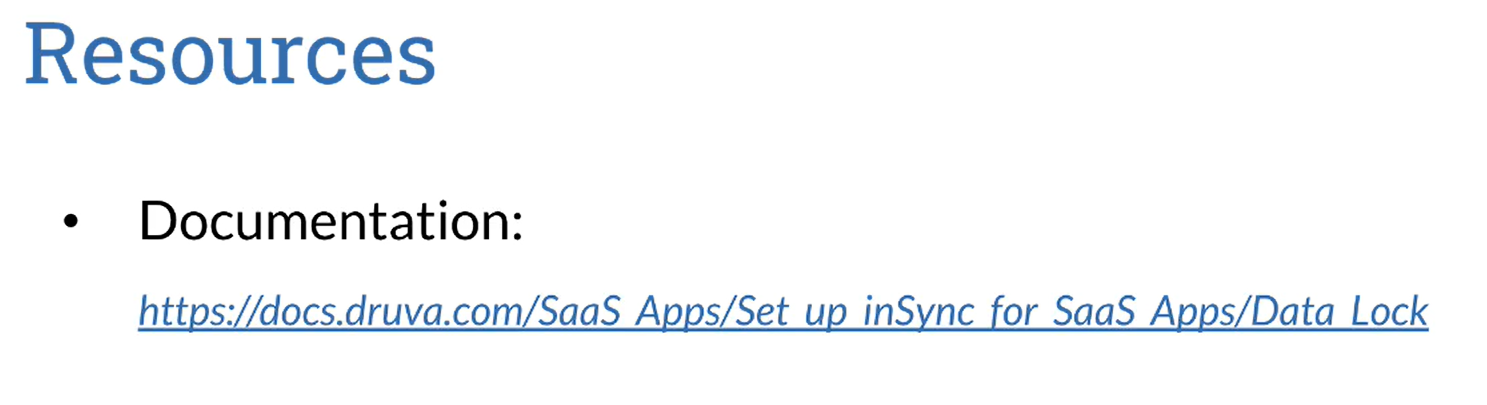 Resources
• Documentation:
https://docs.druva.com/SaaS_Apps/Set_up_inSync_for_SaaS_Apps/Data_Lock